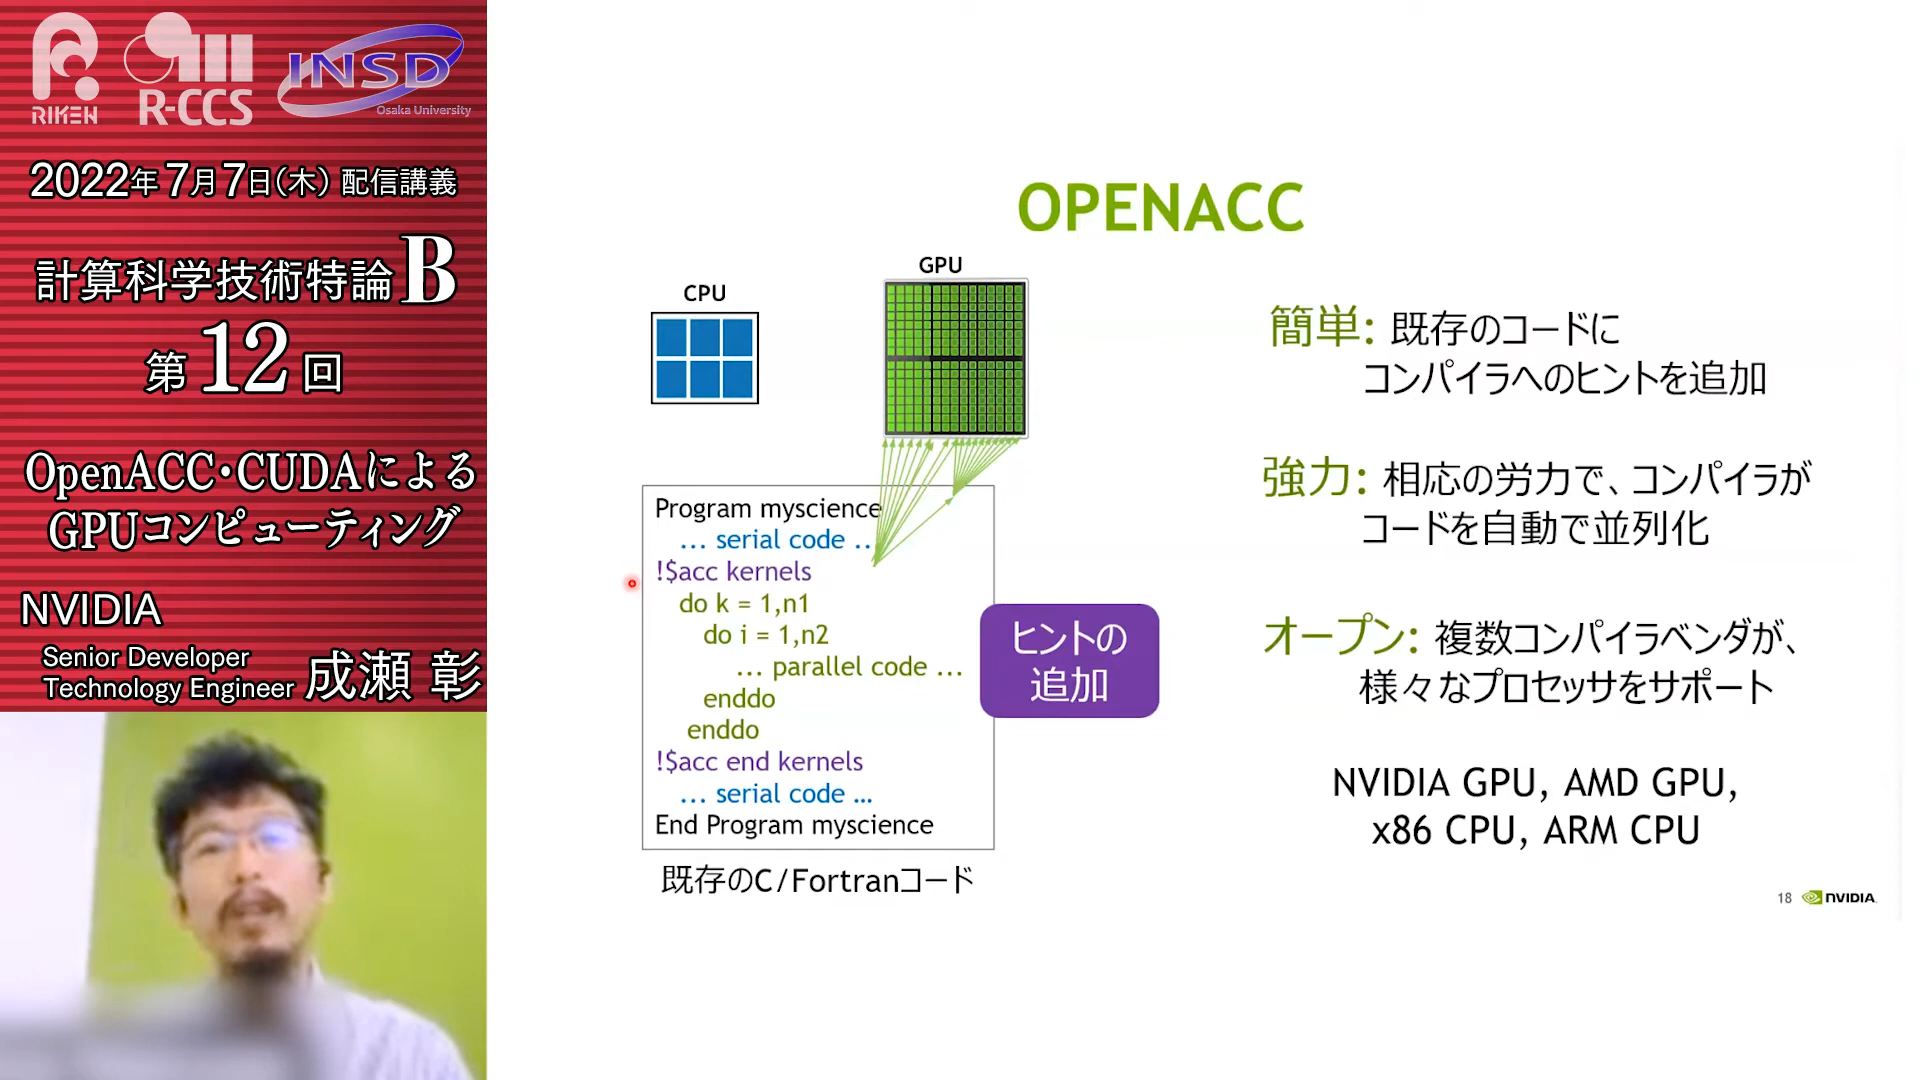 RIKEN
R-CCS
INSD
Osaka University
2022年7月7日(木)配信講義
計算科学技術特論B
第12回
OpenACC・CUDAによる
GPUコンピューティング
NVIDIA
Senior Developer
Technology Engineer 成瀬 彰
OPENACC
CPU
GPU
Program myscience
... serial code ..
!$acc kernels
do k = 1,n1
do i = 1,n2
... parallel code ...
enddo
enddo
!$acc end kernels
... serial code ...
End Program myscience
既存のC/Fortranコード
ヒントの
追加
簡単: 既存のコードに
コンパイラへのヒントを追加
強力: 相応の労力で、コンパイラが
コードを自動で並列化
オープン: 複数コンパイラベンダが、
様々なプロセッサをサポート
NVIDIA GPU, AMD GPU,
x86 CPU, ARM CPU
18 NVIDIA.